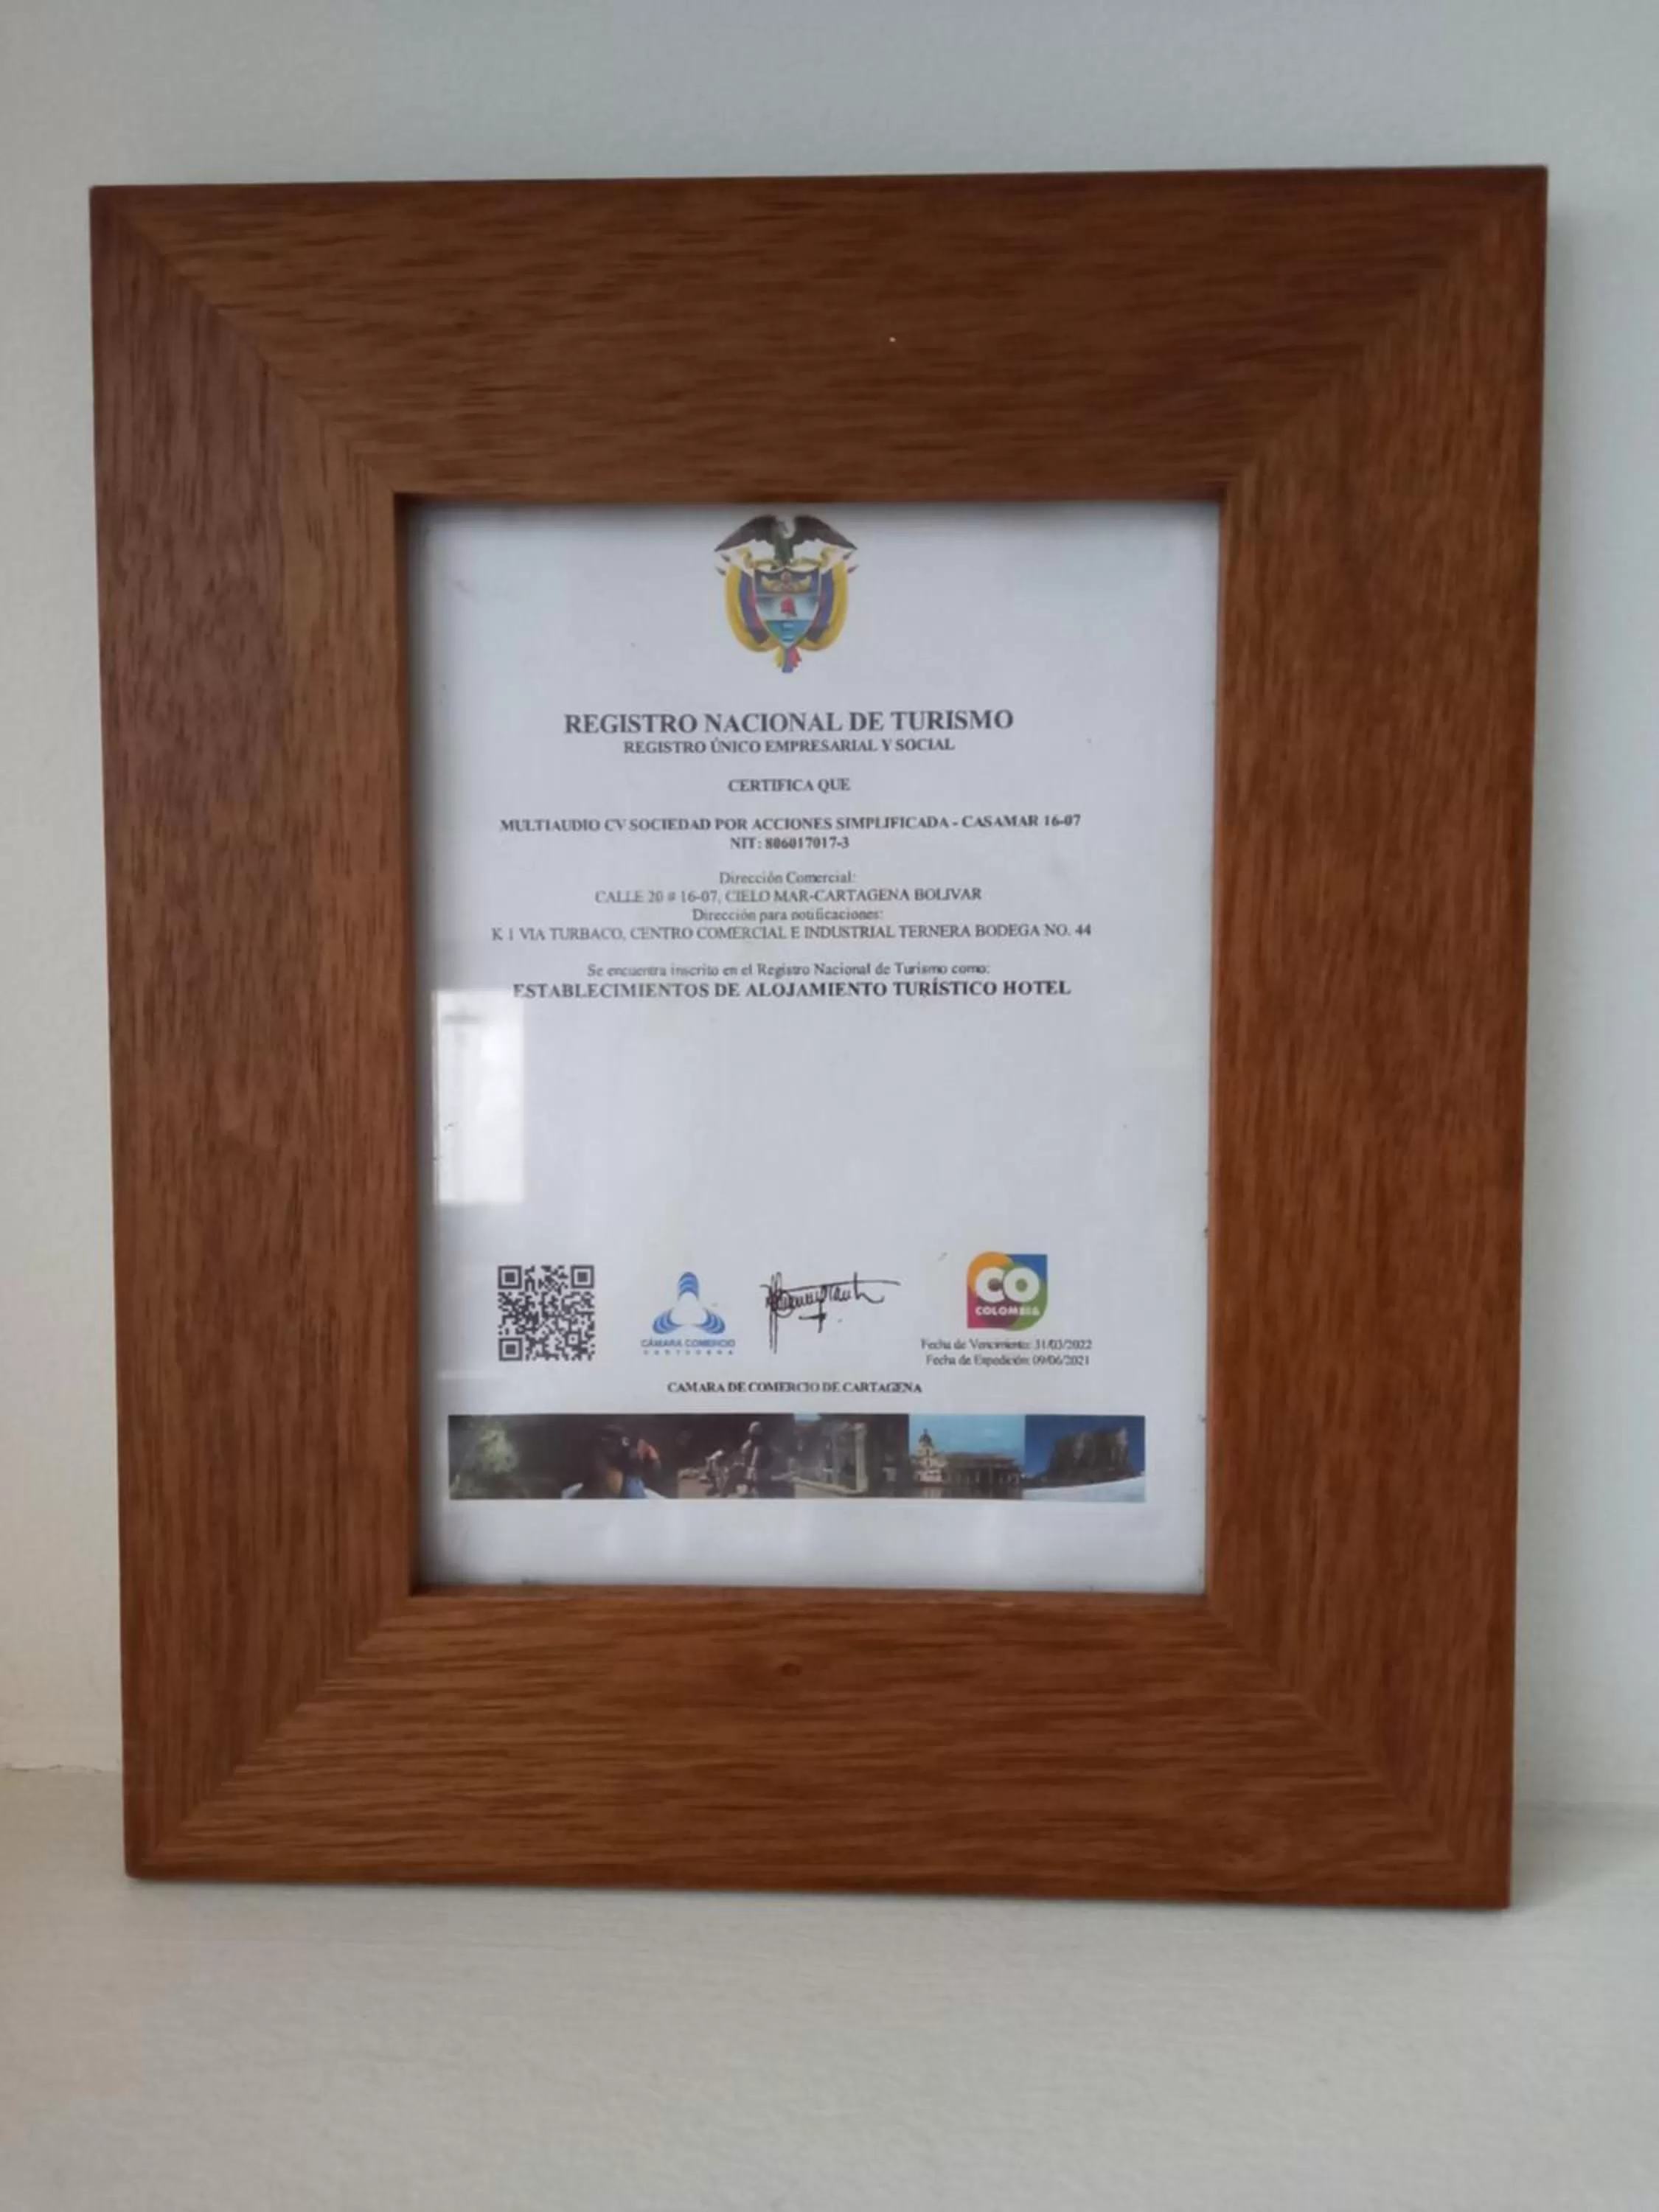 REGISTRO NACIONAL DE TURISMO
REGISTRO ÚNICO EMPRESARIAL Y SOCIAL
CERTIFICA QUE
MULTIAUDIO CV SOCIEDAD POR ACCIONES SIMPLIFICADA - CASAMAR 16-07
NIT: 806017017-3
Dirección Comercial:
CALLE 20 # 16-07, CIELO MAR-CARTAGENA BOLIVAR
Dirección para notificaciones:
K 1 VIA TURBACO, CENTRO COMERCIAL E INDUSTRIAL TERNERA BODEGA NO. 44
Se encuentra inscrito en el Registro Nacional de Turismo como:
ESTABLECIMIENTOS DE ALOJAMIENTO TURÍSTICO HOTEL
CO
COLOMBIA
CÁMARA COMERCIO
CARTAGENA
Fecha de Vencimiento: 31/03/2022
Fecha de Expedición: 09/06/2021
CAMARA DE COMERCIO DE CARTAGENA